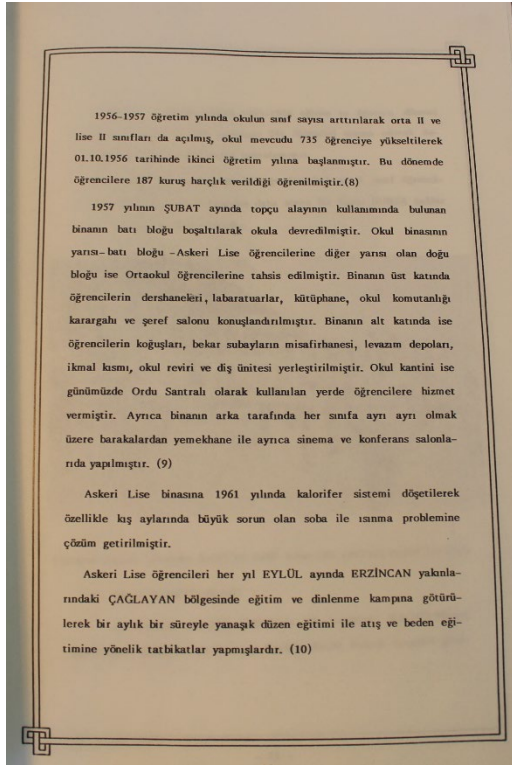 1956-1957 öğretim yılında okulun sınıf sayısı arttırılarak orta II ve
lise II sınıfları da açılmış, okul mevcudu 735 öğrenciye yükseltilerek
01.10.1956 tarihinde ikinci öğretim yılına başlanmıştır. Bu dönemde
öğrencilere 187 kuruş harçlık verildiği öğrenilmiştir.(8)
1957 yılının ŞUBAT ayında topçu alayının kullanımında bulunan
binanın batı bloğu boşaltılarak okula devredilmiştir. Okul binasının
yarısı-batı bloğu -Askeri Lise öğrencilerine diğer yarısı olan doğu
bloğu ise Ortaokul öğrencilerine tahsis edilmiştir. Binanın üst katında
öğrencilerin dershaneleri, labaratuarlar, kütüphane, okul komutanlığı
karargahı ve şeref salonu konuşlandırılmıştır. Binanın alt katında ise
öğrencilerin koğuşları, bekar subayların misafirhanesi, levazım depoları,
ikmal kısmı, okul reviri ve diş ünitesi yerleştirilmiştir. Okul kantini ise
günümüzde Ordu Santralı olarak kullanılan yerde öğrencilere hizmet
vermiştir. Ayrıca binanın arka tarafında her sınıfa ayrı ayrı olmak
üzere barakalardan yemekhane ile ayrıca sinema ve konferans salonla-
rıda yapılmıştır. (9)
Askeri Lise binasına 1961 yılında kalorifer sistemi döşetilerek
özellikle kış aylarında büyük sorun olan soba ile ısınma problemine
çözüm getirilmiştir.
Askeri Lise öğrencileri her yıl EYLÜL ayında ERZİNCAN yakınla-
rındaki ÇAĞLAYAN bölgesinde eğitim ve dinlenme kampına götürü-
lerek bir aylık bir süreyle yanaşık düzen eğitimi ile atış ve beden eği-
timine yönelik tatbikatlar yapmışlardır. (10)